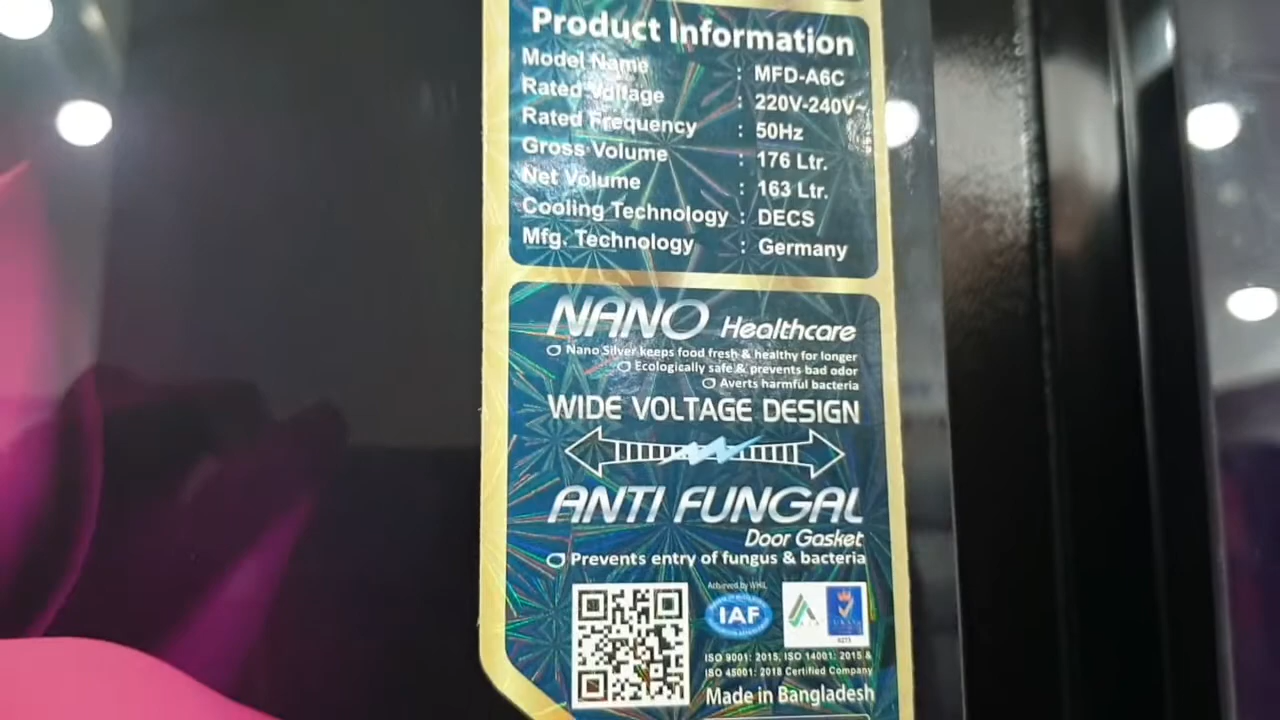 Product Information
Model Name : MFD-A6C
Rated Voltage : 220V-240V~
Rated Frequency : 50Hz
Gross Volume : 176 Ltr.
Net Volume : 163 Ltr.
Cooling Technology : DECS
Mfg. Technology : Germany
NANO Healthcare
Nano Silver keeps food fresh & healthy for longer
Ecologically safe & prevents bad odor
Averts harmful bacteria
WIDE VOLTAGE DESIGN
ANTI FUNGAL
Door Gasket
Prevents entry of fungus & bacteria
Achieved by WHIL
IAF
ISO 9001: 2015, ISO 14001: 2015 &
ISO 45001: 2018 Certified Company
Made in Bangladesh